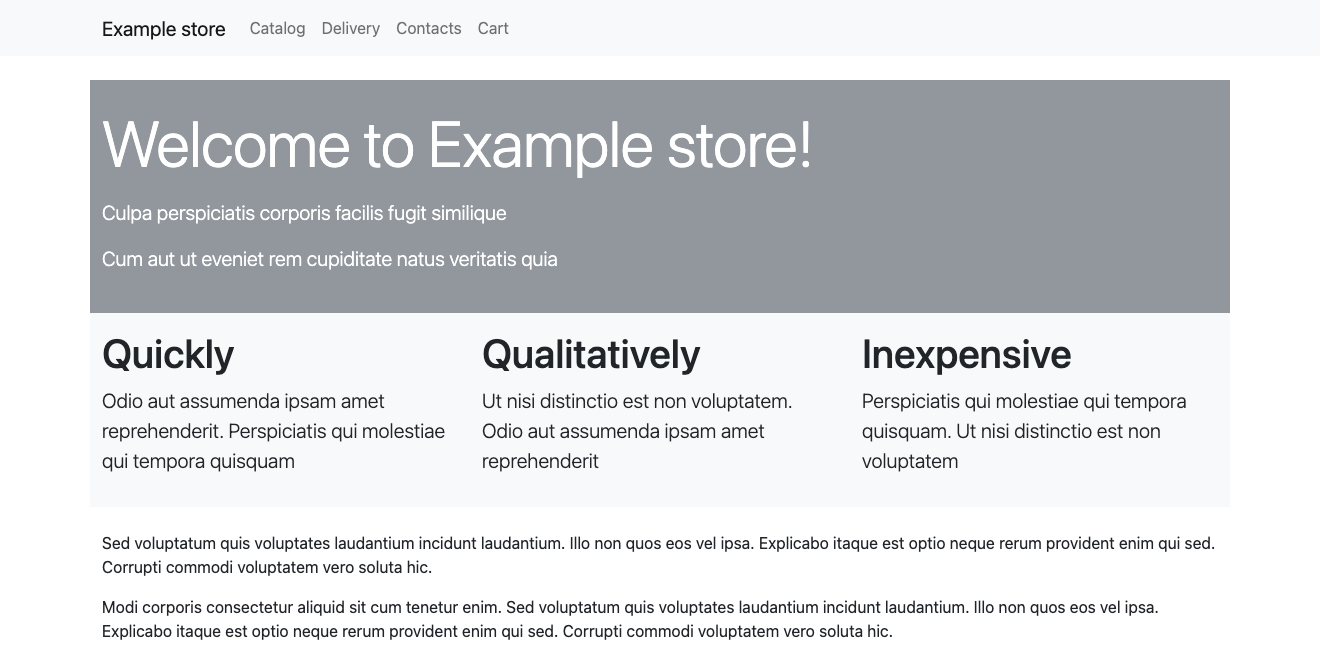 Example store Catalog Delivery Contacts Cart
Welcome to Example store!
Culpa perspiciatis corporis facilis fugit similique
Cum aut ut eveniet rem cupiditate natus veritatis quia
Quickly
Odio aut assumenda ipsam amet
reprehenderit. Perspiciatis qui molestiae
qui tempora quisquam
Qualitatively
Ut nisi distinctio est non voluptatem.
Odio aut assumenda ipsam amet
reprehenderit
Inexpensive
Perspiciatis qui molestiae qui tempora
quisquam. Ut nisi distinctio est non
voluptatem
Sed voluptatum quis voluptates laudantium incidunt laudantium. Illo non quos eos vel ipsa. Explicabo itaque est optio neque rerum provident enim qui sed.
Corrupti commodi voluptatem vero soluta hic.
Modi corporis consectetur aliquid sit cum tenetur enim. Sed voluptatum quis voluptates laudantium incidunt laudantium. Illo non quos eos vel ipsa.
Explicabo itaque est optio neque rerum provident enim qui sed. Corrupti commodi voluptatem vero soluta hic.